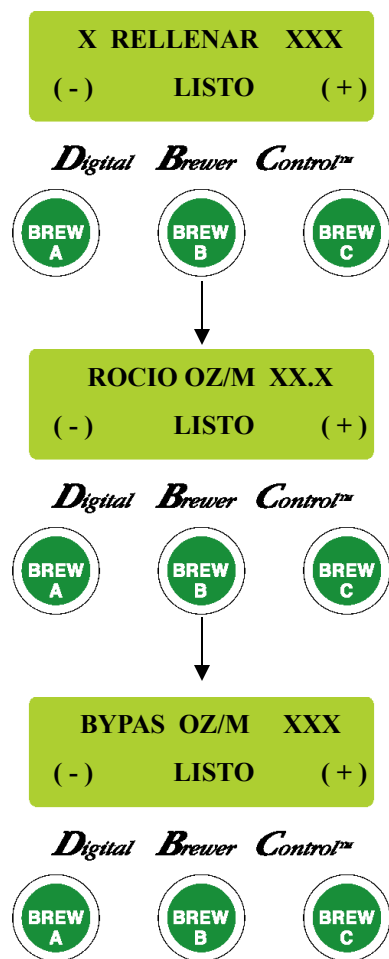 X RELLENAR XXX
( - ) LISTO ( + )
Digital Brewer Control™
BREW A BREW B BREW C
ROCIO OZ/M XX.X
( - ) LISTO ( + )
Digital Brewer Control™
BREW A BREW B BREW C
BYPAS OZ/M XXX
( - ) LISTO ( + )
Digital Brewer Control™
BREW A BREW B BREW C